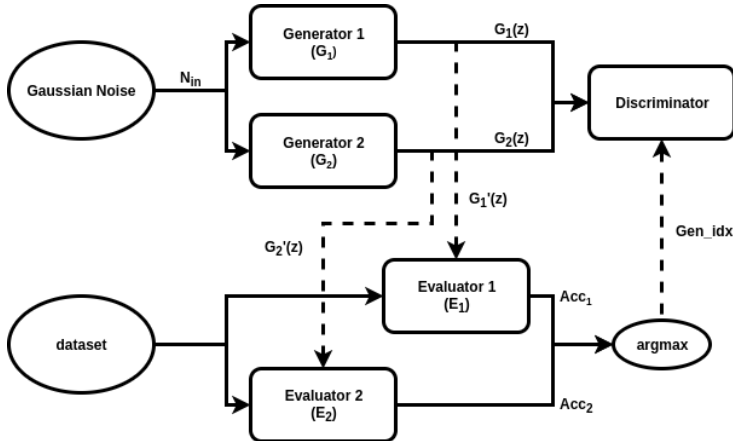 Generator 1
(G₁)
G₁(z)
N_in
Gaussian Noise
Discriminator
Generator 2
(G₂)
G₂(z)
G₁'(z)
G₂'(z)
Gen_idx
Evaluator 1
(E₁)
Acc₁
dataset
argmax
Evaluator 2
(E₂)
Acc₂